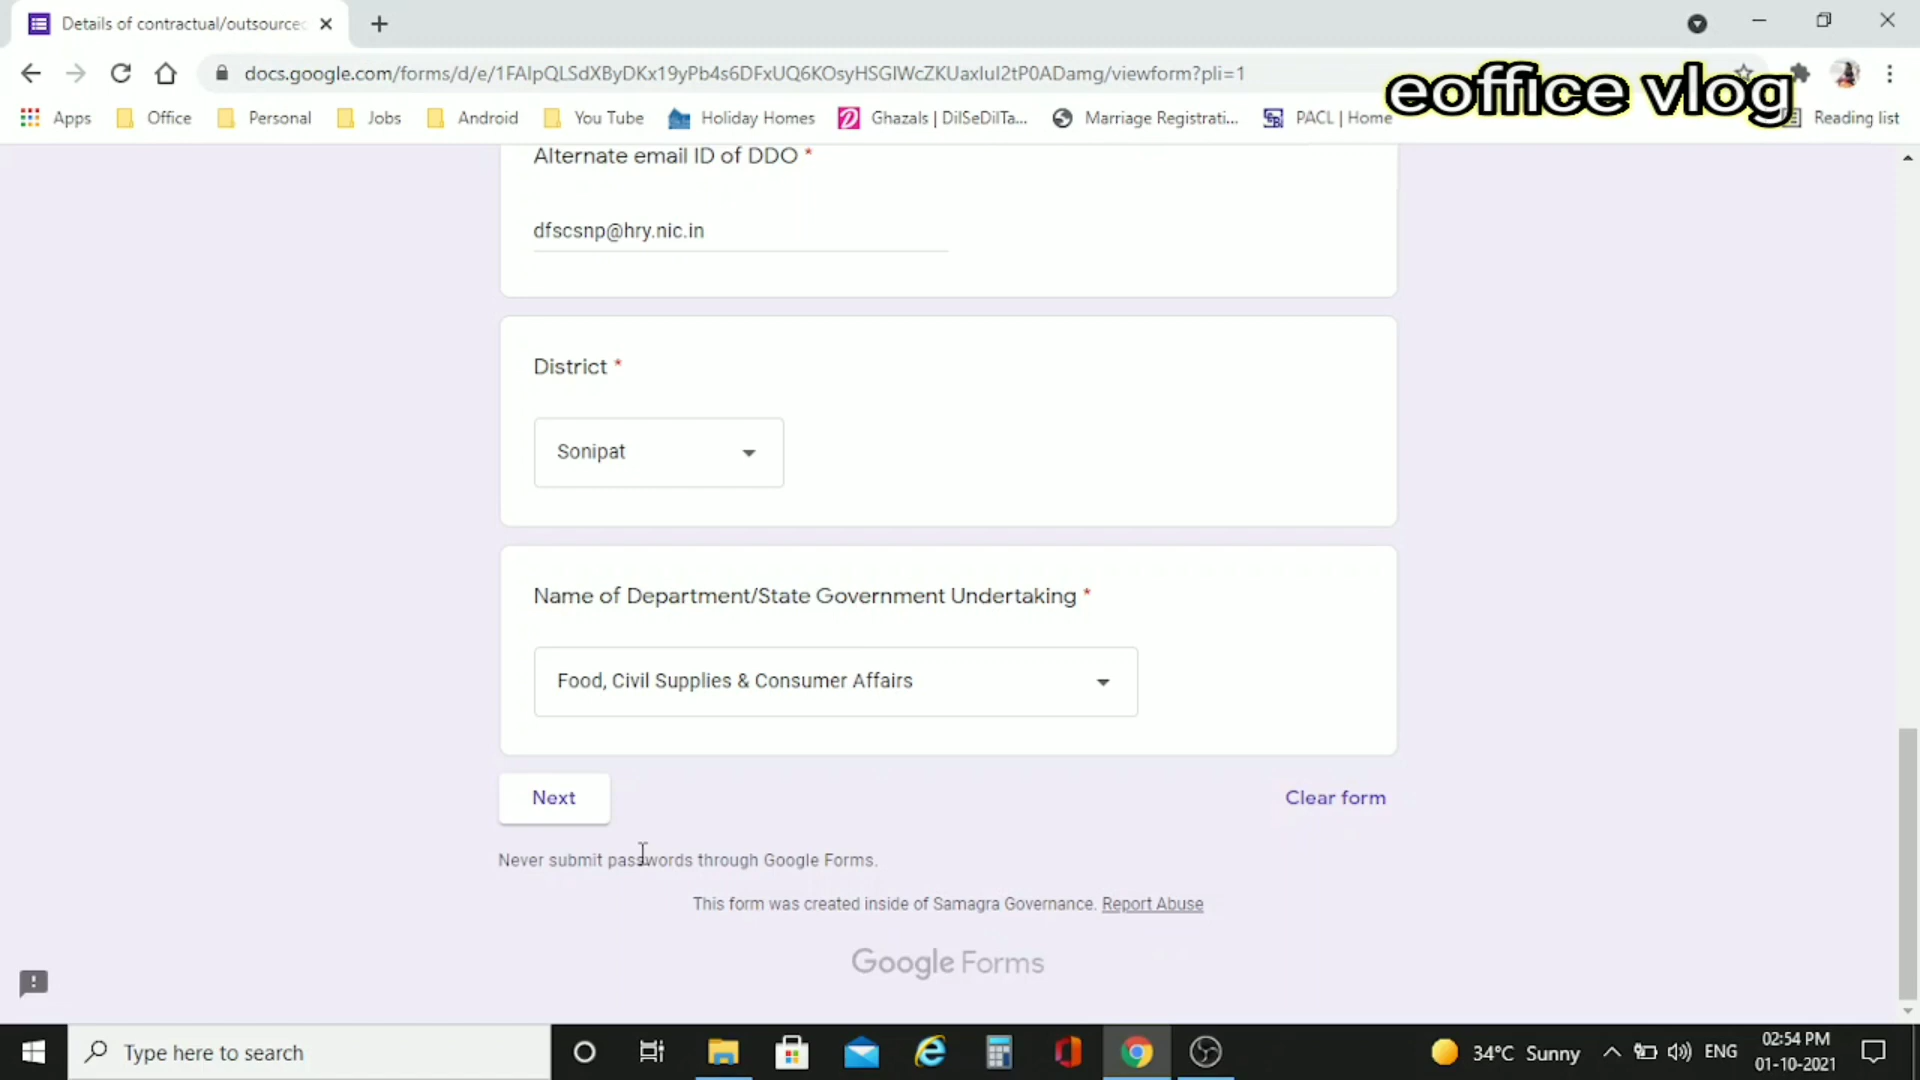 Details of contractual/outsource
docs.google.com/forms/d/e/1FAIpQLSdXByDKx19yPb4s6DFxUQ6KOsyHSGlWcZKUaxIuI2tP0ADamg/viewform?pli=1
eoffice vlog
Apps
Office
Personal
Jobs
Android
You Tube
Holiday Homes
Ghazals | DilSeDilTa...
Marriage Registrati...
PACL | Home
Reading list
Alternate email ID of DDO *
dfscsnp@hry.nic.in
District *
Sonipat
Name of Department/State Government Undertaking *
Food, Civil Supplies & Consumer Affairs
Next
Clear form
Never submit passwords through Google Forms.
This form was created inside of Samagra Governance. Report Abuse
Google Forms
Type here to search
34°C Sunny
ENG
02:54 PM
01-10-2021